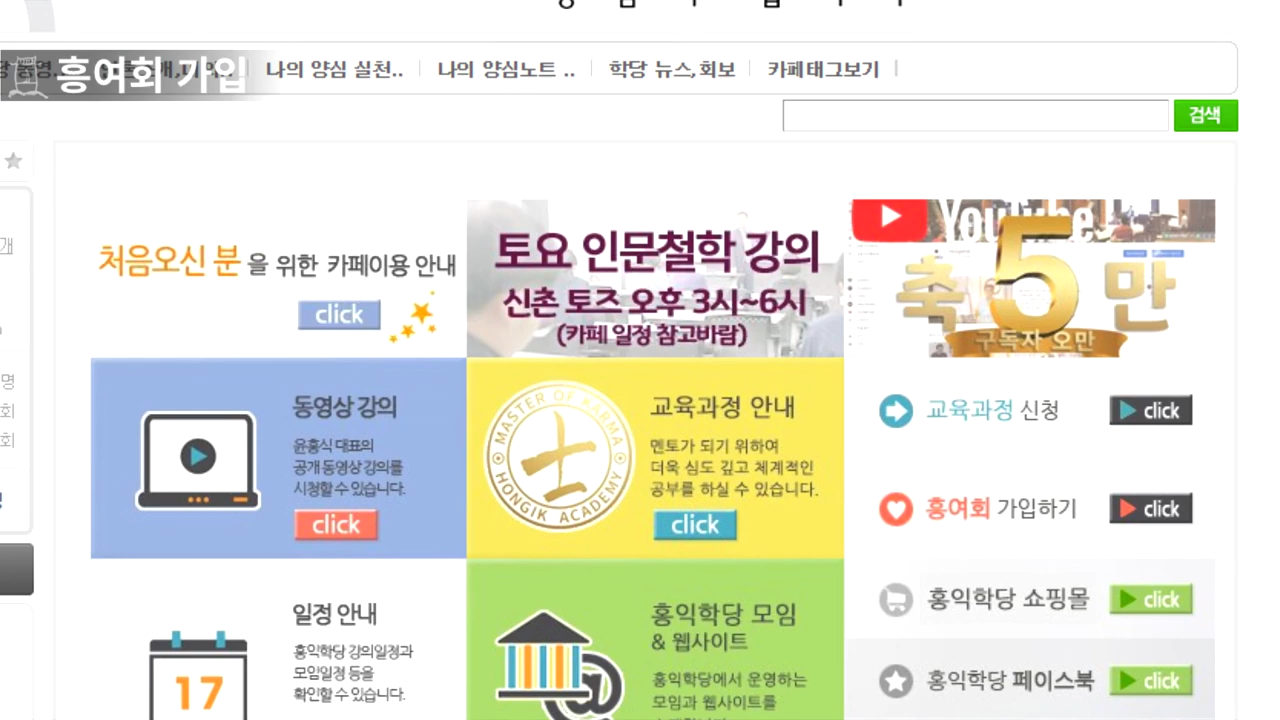 흥여회 가입
나의 양심 실천..
나의 양심노트 ..
학당 뉴스,회보
카페태그보기
검색
개
명
회
회
처음오신 분 을 위한 카페이용 안내
click
토요 인문철학 강의
신촌 토즈 오후 3시~6시
(카페 일정 참고바람)
YouTube
축 5 만
구독자 오만
동영상 강의
윤홍식 대표의
공개 동영상 강의를
시청할 수 있습니다.
click
MASTER OF KARMA
士
HONGIK ACADEMY
교육과정 안내
멘토가 되기 위하여
더욱 심도 깊고 체계적인
공부를 하실 수 있습니다.
click
교육과정 신청
click
흥여회 가입하기
click
홍익학당 쇼핑몰
click
홍익학당 페이스북
click
일정 안내
홍익학당 강의일정과
모임일정 등을
확인할 수 있습니다.
17
홍익학당 모임
& 웹사이트
홍익학당에서 운영하는
모임과 웹사이트를
@